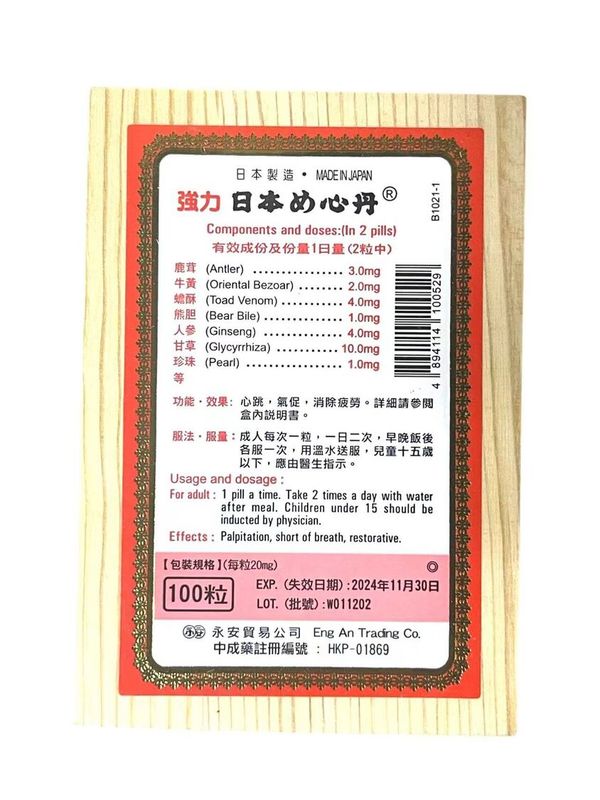 日本製造・MADE IN JAPAN
強力 日本め心丹®
B1021-1
Components and doses:(In 2 pills)
有效成份及份量1日量(2粒中)
鹿茸 (Antler) ........................ 3.0mg
牛黃 (Oriental Bezoar) ........... 2.0mg
蟾酥 (Toad Venom) ................ 4.0mg
熊胆 (Bear Bile) ..................... 1.0mg
人參 (Ginseng) ...................... 4.0mg
甘草 (Glycyrrhiza) .................. 10.0mg
珍珠 (Pearl) ......................... 1.0mg
等
4 894114 100529
功能・效果: 心跳，氣促，消除疲勞。詳細請參閱
盒內説明書。
服法・服量: 成人每次一粒，一日二次，早晚飯後
各服一次，用溫水送服，兒童十五歲
以下，應由醫生指示。
Usage and dosage :
For adult : 1 pill a time. Take 2 times a day with water
after meal. Children under 15 should be
inducted by physician.
Effects : Palpitation, short of breath, restorative.
【包裝規格】(每粒20mg)
100粒
EXP. (失效日期) :2024年11月30日
LOT. (批號) :W011202
永安 永安貿易公司 Eng An Trading Co.
中成藥註冊編號 : HKP-01869